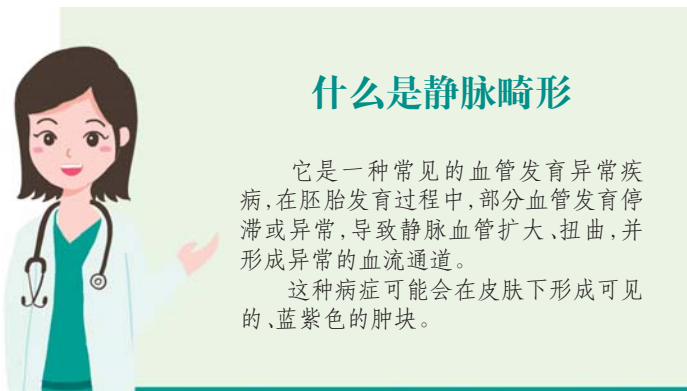 什么是静脉畸形
它是一种常见的血管发育异常疾
病,在胚胎发育过程中,部分血管发育停
滞或异常,导致静脉血管扩大、扭曲,并
形成异常的血流通道。
这种病症可能会在皮肤下形成可见
的、蓝紫色的肿块。